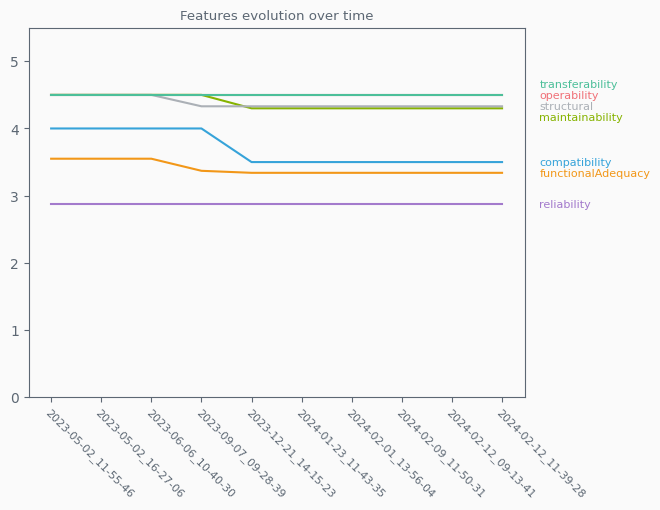 Features evolution over time
5
4
3
2
1
0
transferability
operability
structural
maintainability
compatibility
functionalAdequacy
reliability
2023-05-02_11-55-46
2023-05-02_16-27-06
2023-06-06_10-40-30
2023-09-07_09-28-39
2023-12-21_14-15-23
2024-01-23_11-43-35
2024-02-01_13-56-04
2024-02-09_11-50-31
2024-02-12_09-13-41
2024-02-12_11-39-28